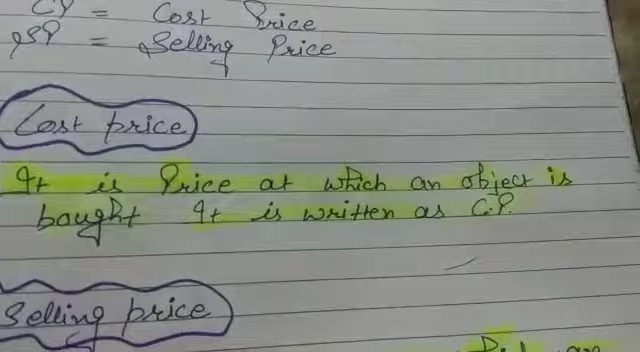 CP = Cost Price
SP = Selling Price
Cost price
It is Price at which an object is
bought It is written as C.P.
Selling price